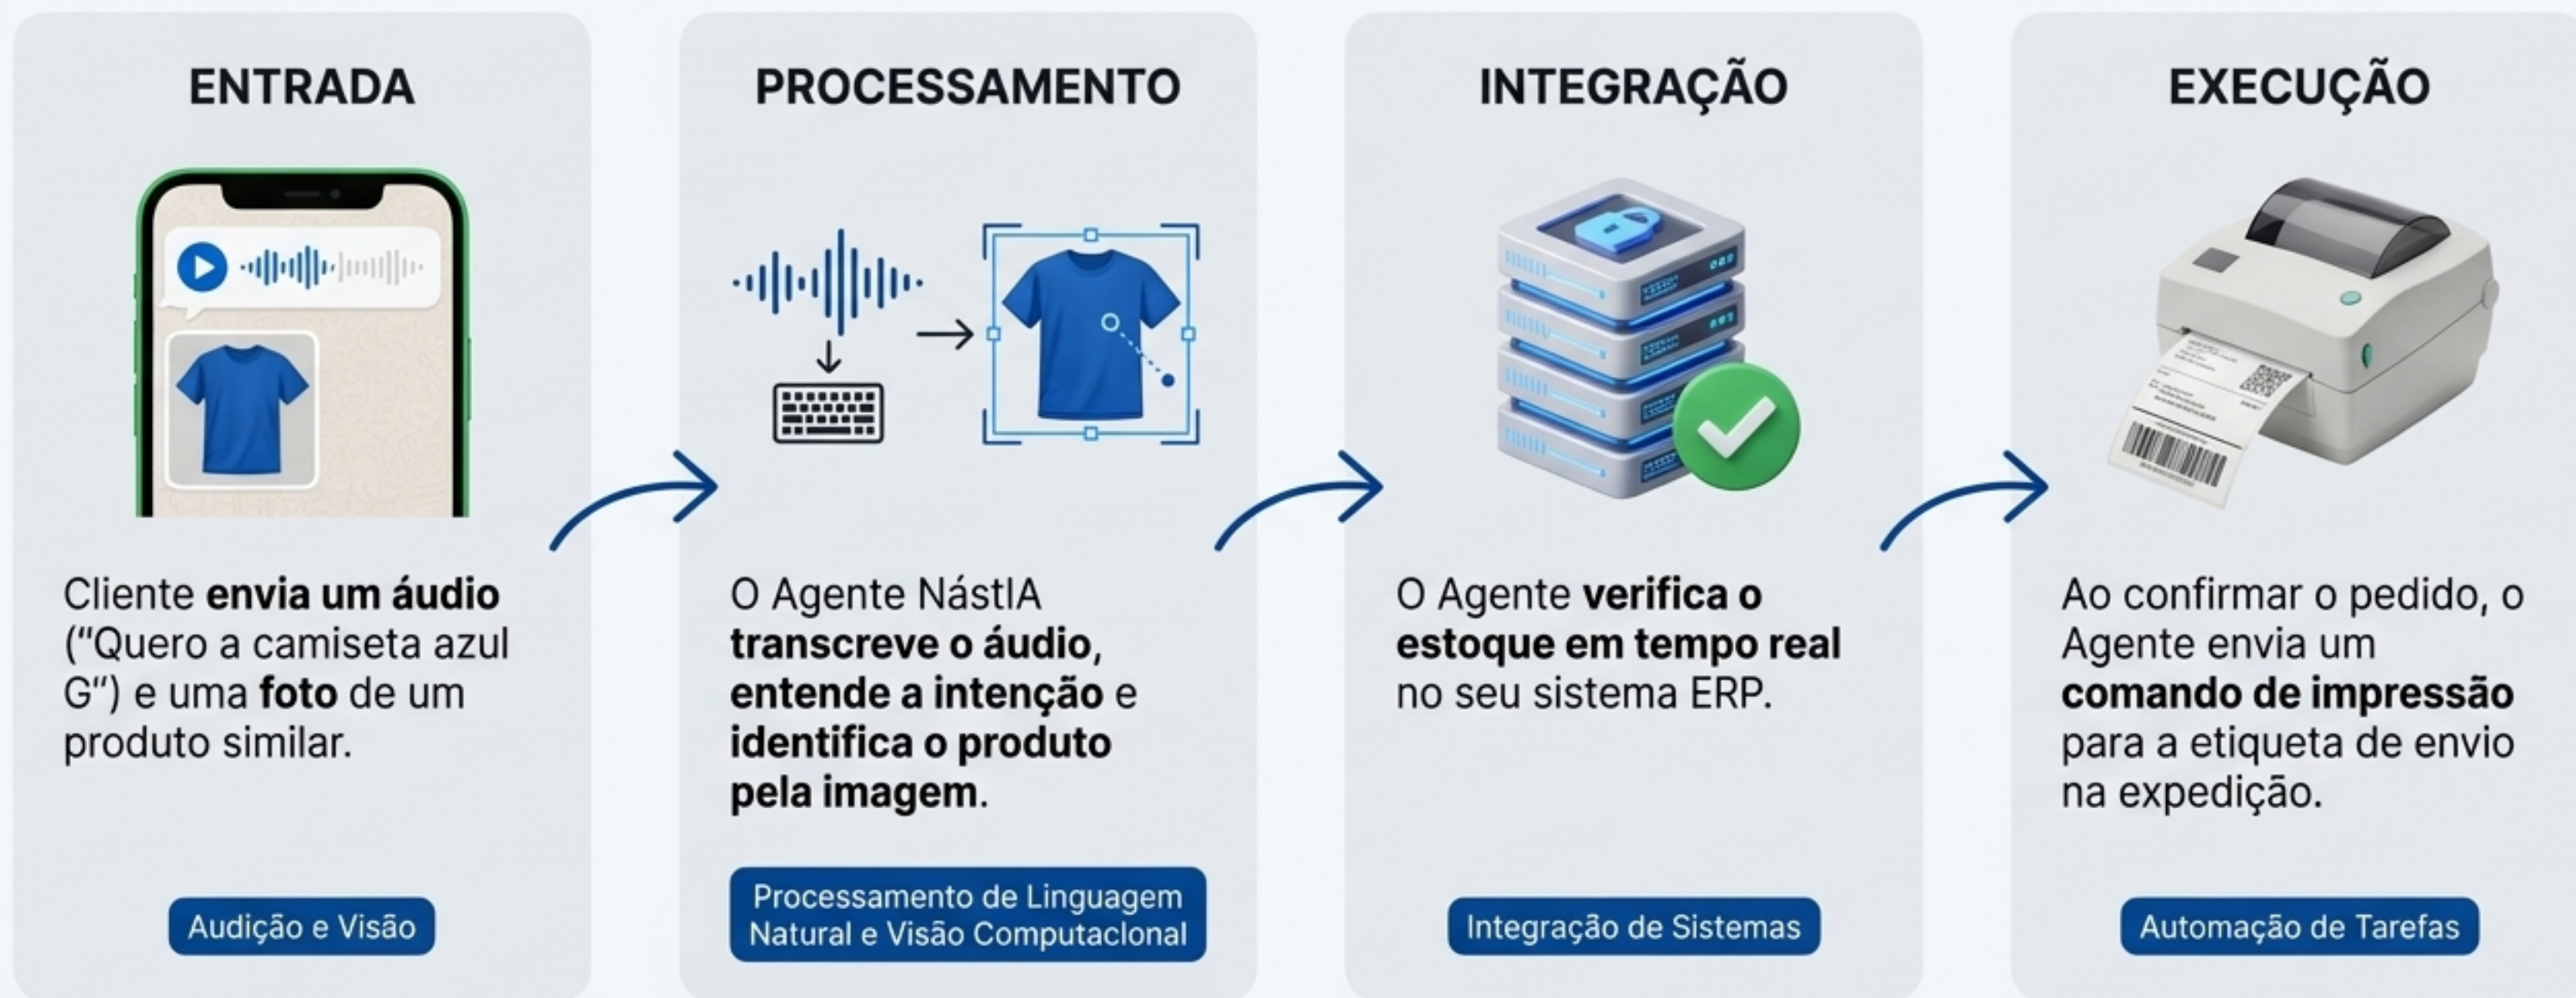 ENTRADA
Cliente envia um áudio
(“Quero a camiseta azul
G”) e uma foto de um
produto similar.
Audição e Visão
PROCESSAMENTO
O Agente NástIA
transcreve o áudio,
entende a intenção e
identifica o produto
pela imagem.
Processamento de Linguagem
Natural e Visão Computaclonal
INTEGRAÇÃO
O Agente verifica o
estoque em tempo real
no seu sistema ERP.
Integração de Sistemas
EXECUÇÃO
Ao confirmar o pedido, o
Agente envia um
comando de impressão
para a etiqueta de envio
na expedição.
Automação de Tarefas